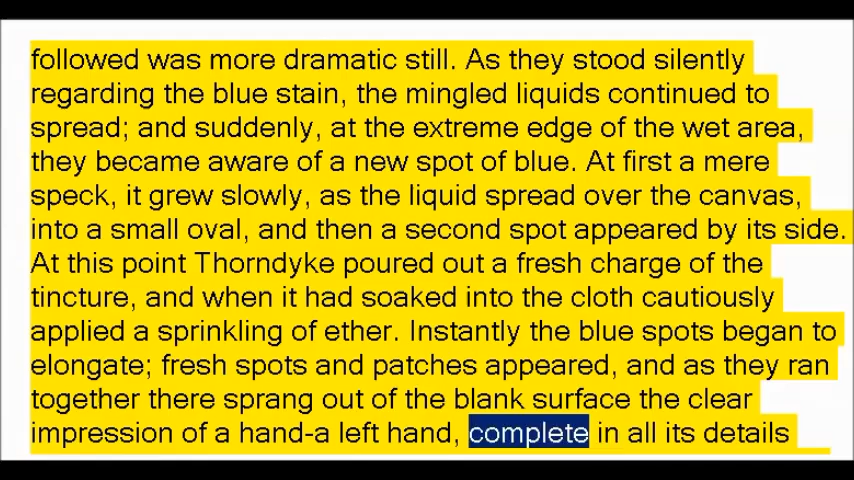 followed was more dramatic still. As they stood silently
regarding the blue stain, the mingled liquids continued to
spread; and suddenly, at the extreme edge of the wet area,
they became aware of a new spot of blue. At first a mere
speck, it grew slowly, as the liquid spread over the canvas,
into a small oval, and then a second spot appeared by its side.
At this point Thorndyke poured out a fresh charge of the
tincture, and when it had soaked into the cloth cautiously
applied a sprinkling of ether. Instantly the blue spots began to
elongate; fresh spots and patches appeared, and as they ran
together there sprang out of the blank surface the clear
impression of a hand-a left hand, complete in all its details